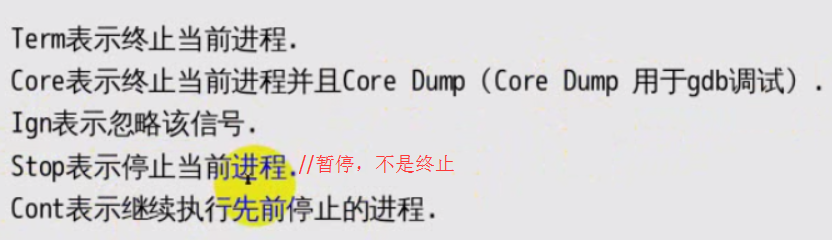 Term表示终止当前进程.
Core表示终止当前进程并且Core Dump（Core Dump 用于gdb调试）.
Ign表示忽略该信号.
Stop表示停止当前进程.//暂停，不是终止
Cont表示继续执行先前停止的进程.